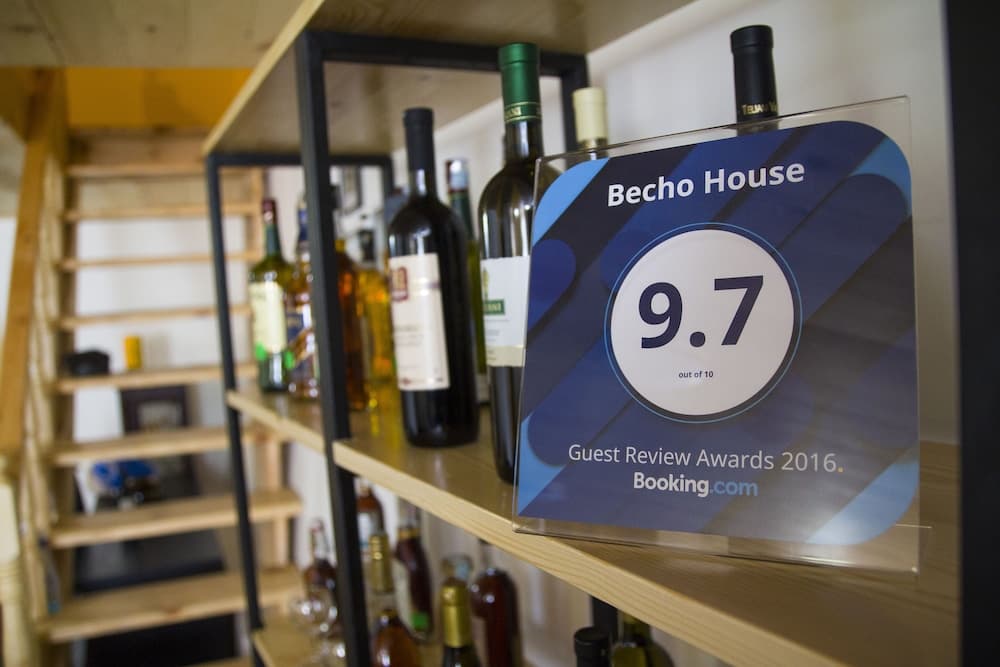 Becho House
9.7
out of 10
Guest Review Awards 2016.
Booking.com